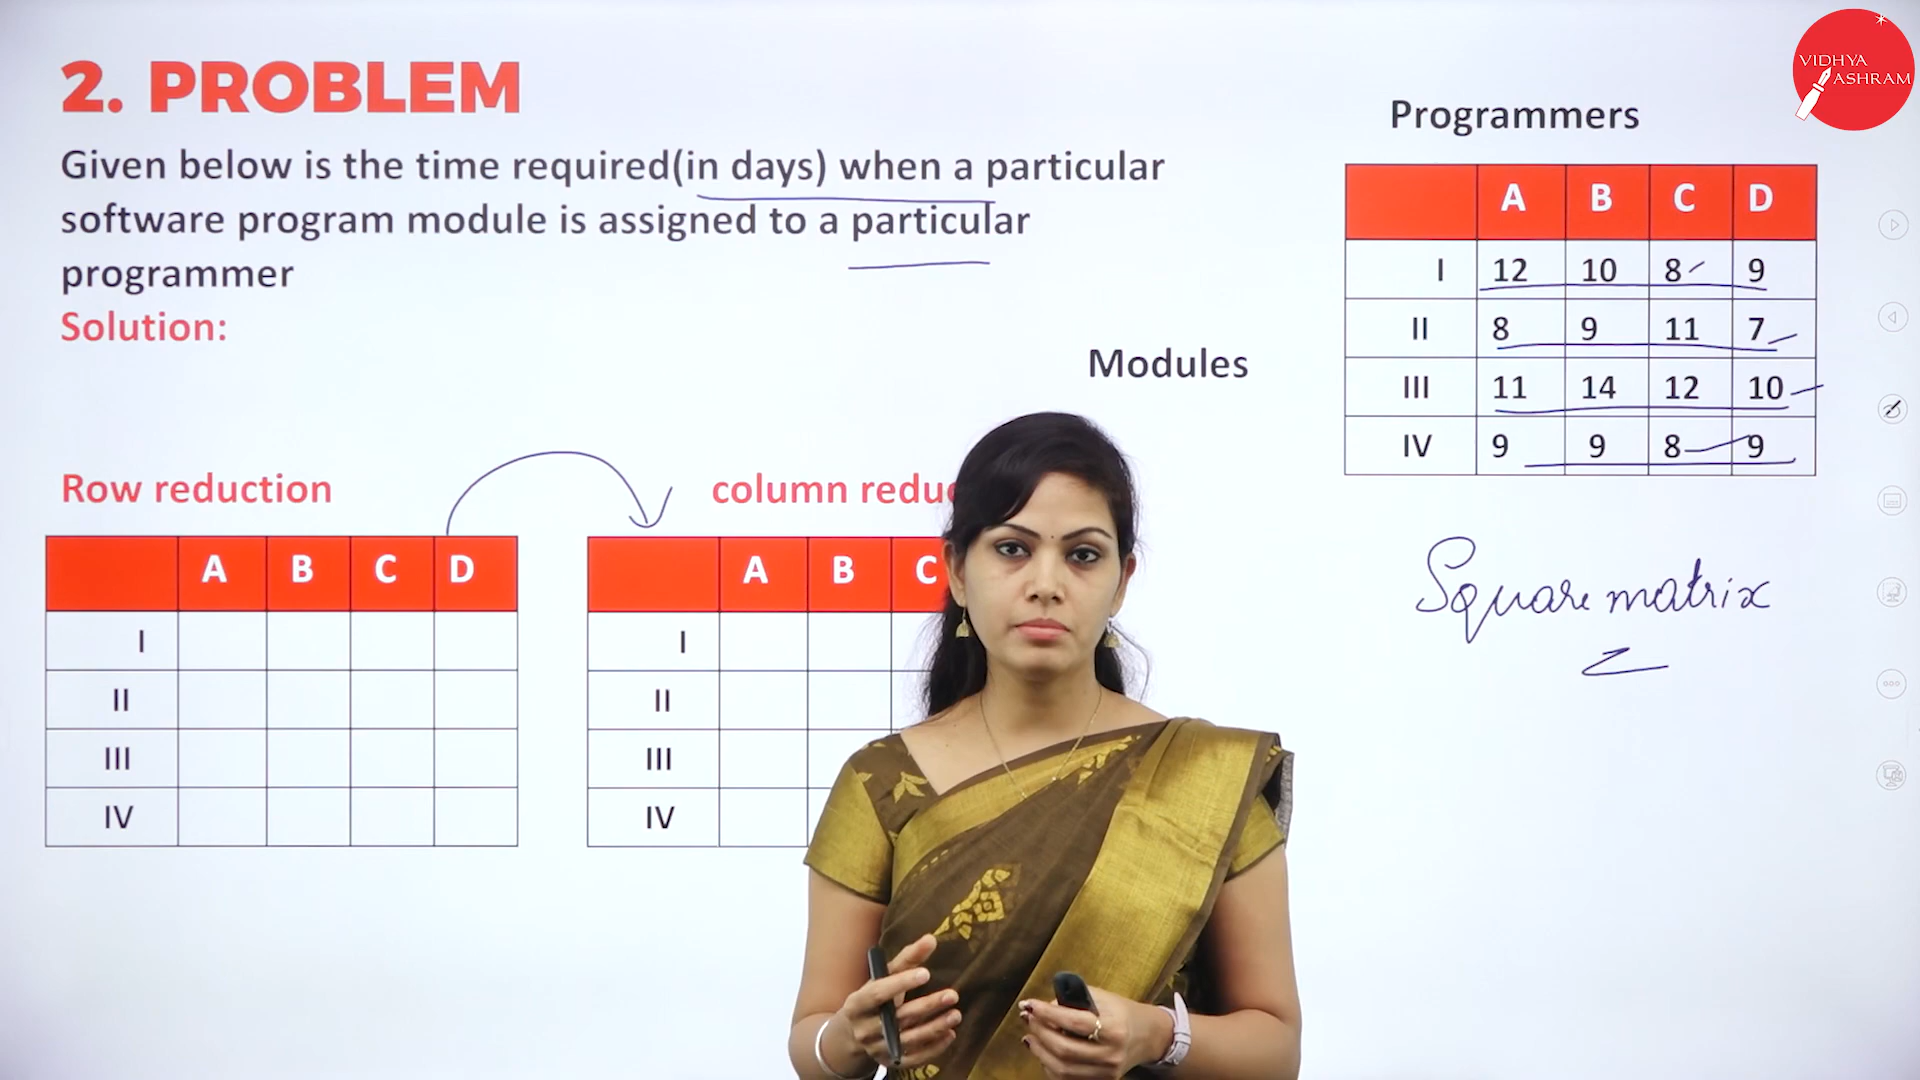 2. PROBLEM
Given below is the time required(in days) when a particular
software program module is assigned to a particular
programmer
Solution:
Modules
Programmers
A B C D
I 12 10 8 9
II 8 9 11 7
III 11 14 12 10
IV 9 9 8 9
Square matrix
Row reduction
A B C D
I
II
III
IV
column redu
A B C
I
II
III
IV
VIDHYA
ASHRAM